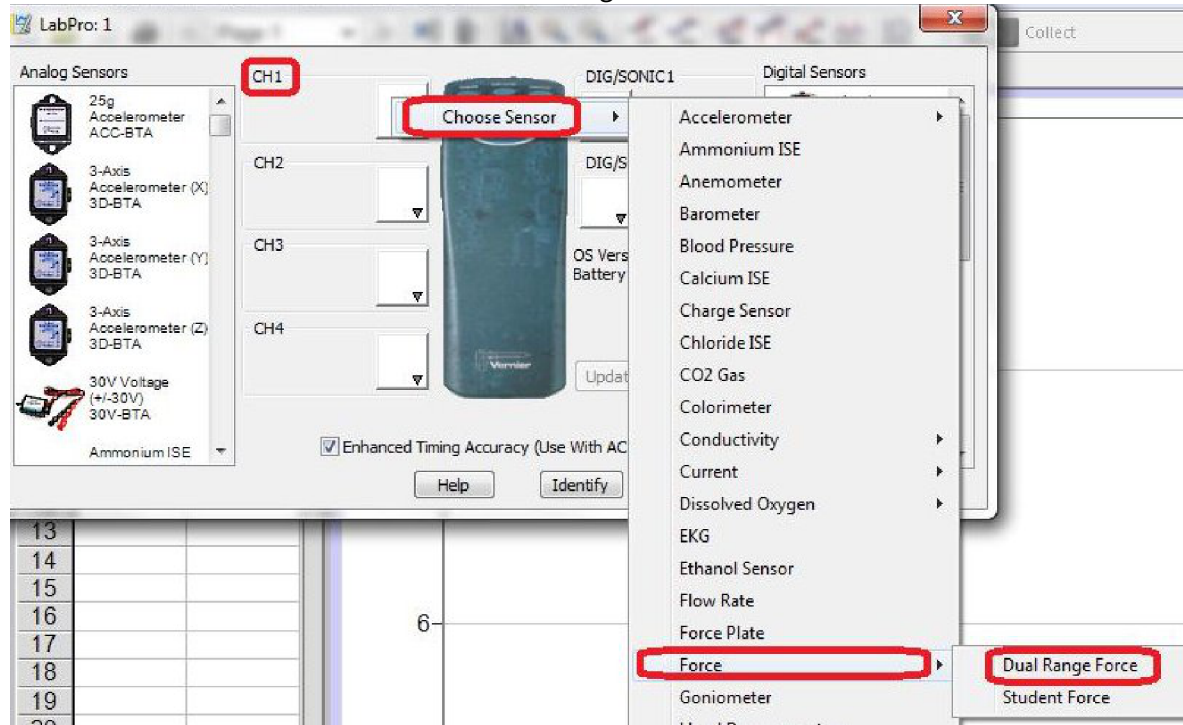 LabPro: 1
Collect
Analog Sensors
25g
Accelerometer
ACC-BTA
3-Axis
Accelerometer (X)
3D-BTA
3-Axis
Accelerometer (Y)
3D-BTA
3-Axis
Accelerometer (Z)
3D-BTA
30V Voltage
(+/-30V)
30V-BTA
Ammonium ISE
CH1
CH2
CH3
CH4
Vernier
DIG/SONIC1
DIG/S
OS Vers
Battery
Updat
Digital Sensors
Enhanced Timing Accuracy (Use With AC
Help
Identify
Choose Sensor
Accelerometer
Ammonium ISE
Anemometer
Barometer
Blood Pressure
Calcium ISE
Charge Sensor
Chloride ISE
CO2 Gas
Colorimeter
Conductivity
Current
Dissolved Oxygen
EKG
Ethanol Sensor
Flow Rate
Force Plate
Force
Goniometer
Dual Range Force
Student Force
13
14
15
16
17
18
19
6